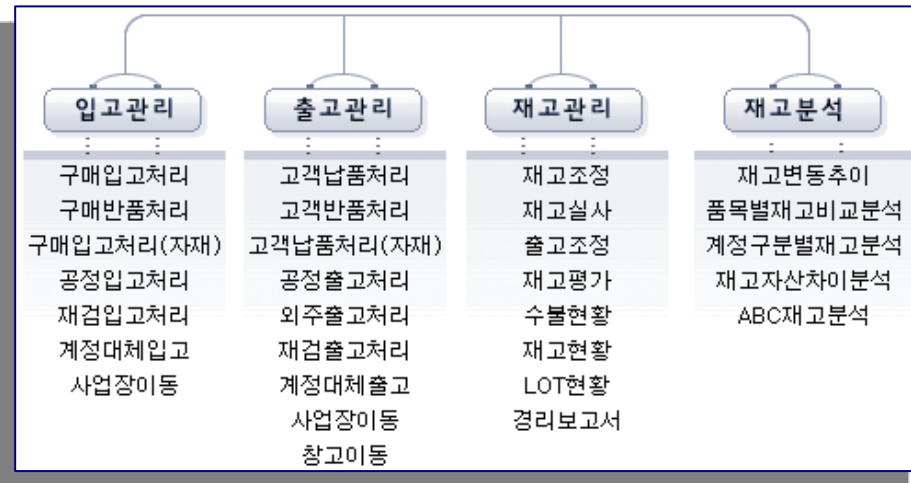 입고관리
구매입고처리
구매반품처리
구매입고처리(자재)
공정입고처리
재검입고처리
계정대체입고
사업장이동
출고관리
고객납품처리
고객반품처리
고객납품처리(자재)
공정출고처리
외주출고처리
재검출고처리
계정대체출고
사업장이동
창고이동
재고관리
재고조정
재고실사
출고조정
재고평가
수불현황
재고현황
LOT현황
경리보고서
재고분석
재고변동추이
품목별재고비교분석
계정구분별재고분석
재고자산차이분석
ABC재고분석